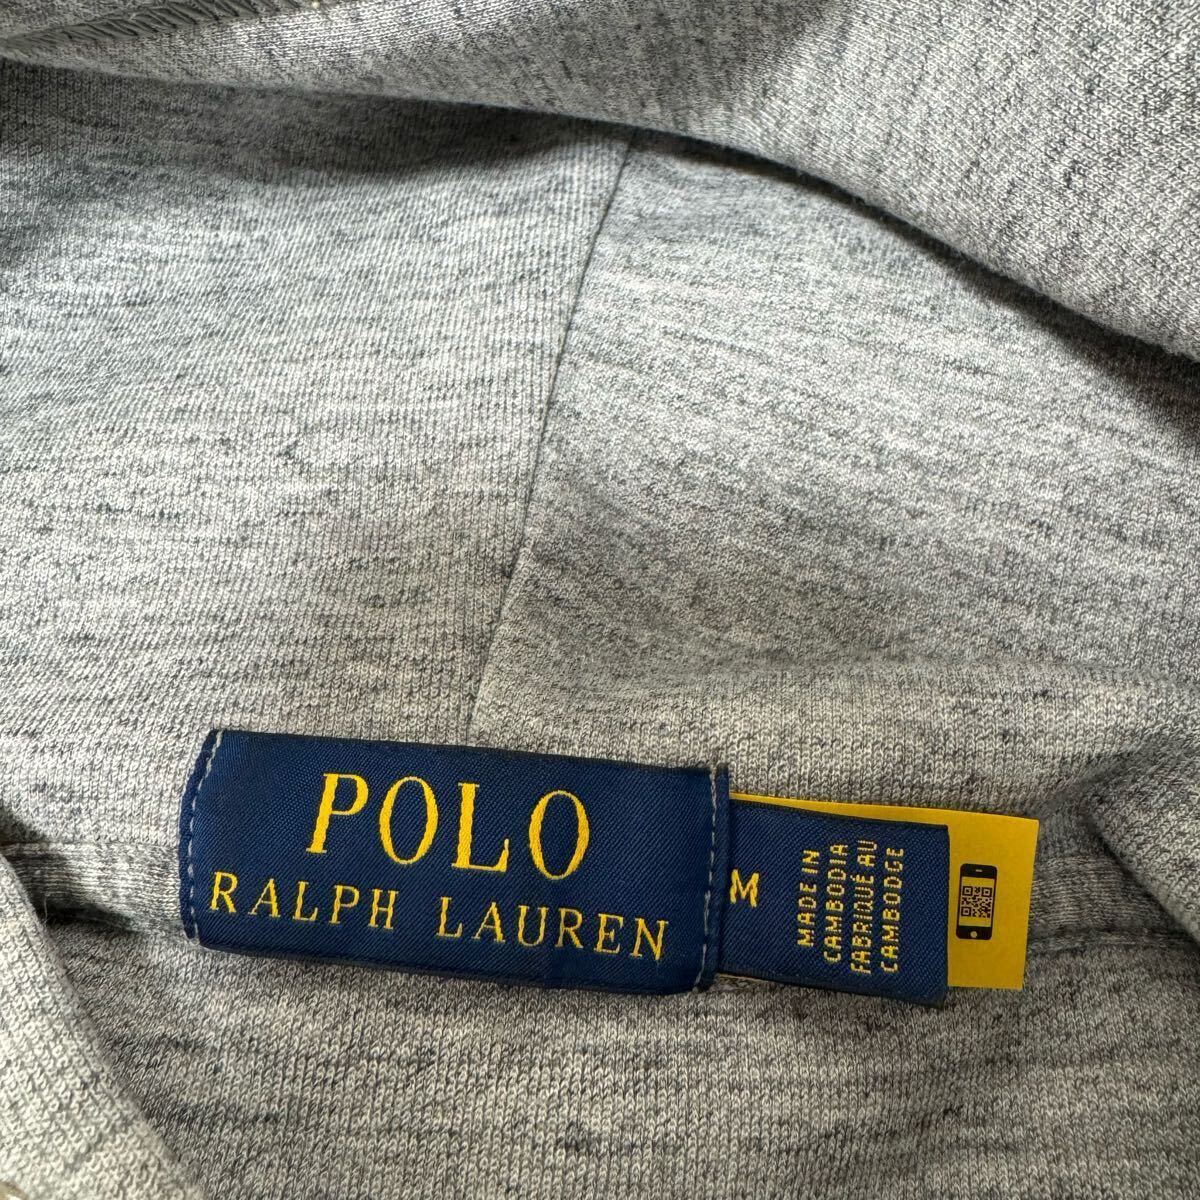 POLO
RALPH LAUREN
M
MADE IN
CAMBODIA
FABRIQUÉ AU
CAMBODGE